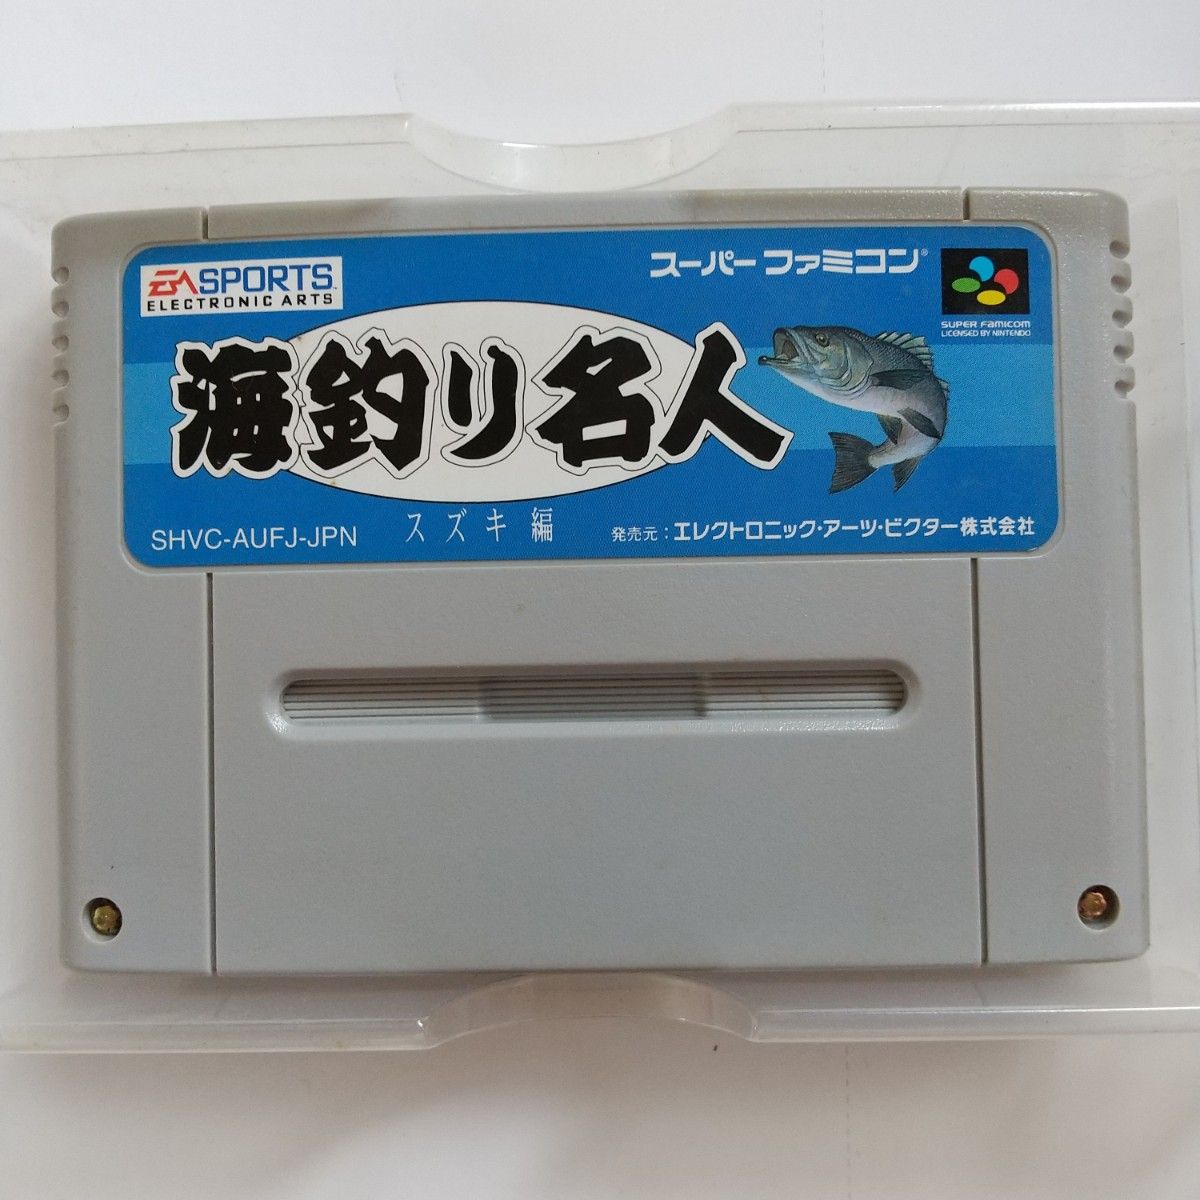 EA SPORTS™
ELECTRONIC ARTS™
スーパーファミコン®
SUPER FAMICOM
LICENSED BY NINTENDO
海釣り名人
スズキ編
SHVC-AUFJ-JPN
発売元：エレクトロニック・アーツ・ビクター株式会社